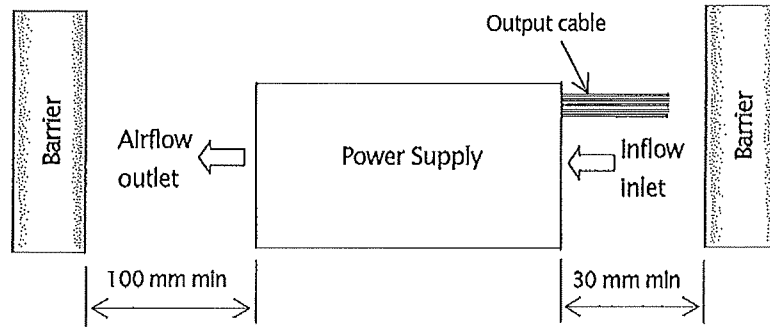 Output cable
Barrier
Airflow
outlet
Power Supply
Inflow
inlet
Barrier
100 mm min
30 mm min